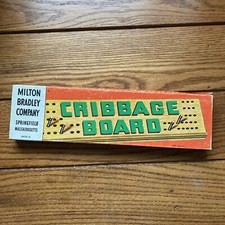 MILTON
BRADLEY
COMPANY
SPRINGFIELD
MASSACHUSETTS
CRIBBAGE
BOARD